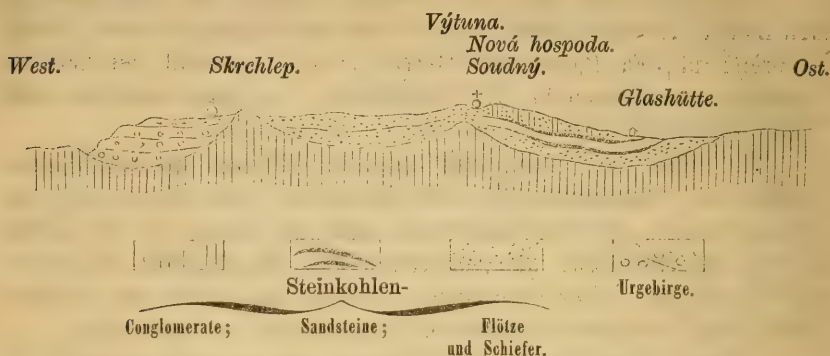 Výtuna.
Nová hospoda.
West. Skrchlep. Soudný. Ost.
Glashütte.
Steinkohlen-
Urgebirge.
Conglomerate; Sandsteine; Flötze
und Schiefer.